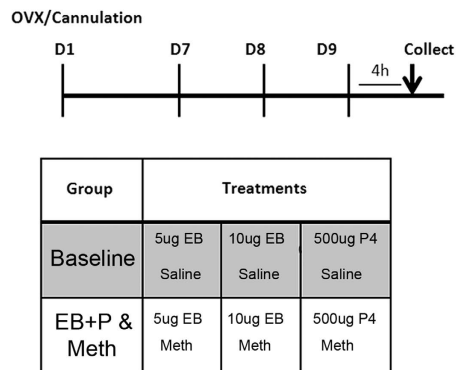 OVX/Cannulation
D1 D7 D8 D9 Collect
4h
Group Treatments
Baseline 5ug EB 10ug EB 500ug P4
Saline Saline Saline
EB+P & 5ug EB 10ug EB 500ug P4
Meth Meth Meth Meth